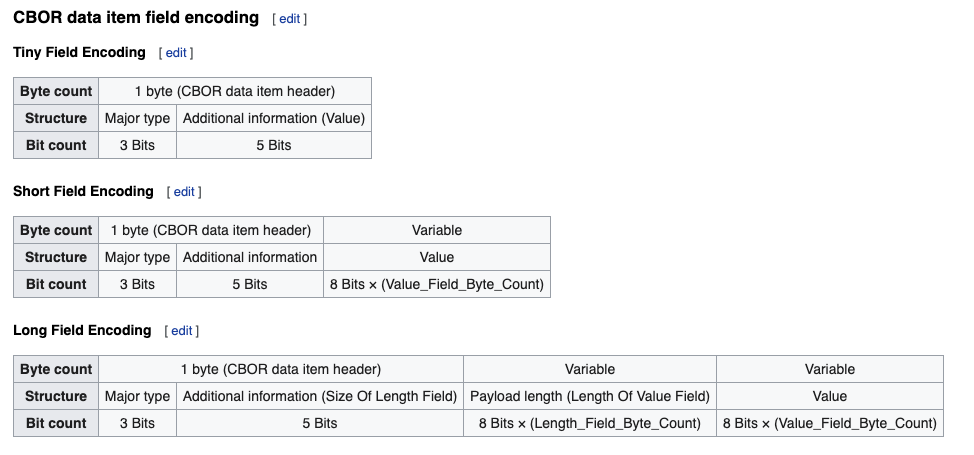 CBOR data item field encoding [ edit ]
Tiny Field Encoding [ edit ]
Byte count 1 byte (CBOR data item header)
Structure Major type Additional information (Value)
Bit count 3 Bits 5 Bits
Short Field Encoding [ edit ]
Byte count 1 byte (CBOR data item header) Variable
Structure Major type Additional information Value
Bit count 3 Bits 5 Bits 8 Bits × (Value_Field_Byte_Count)
Long Field Encoding [ edit ]
Byte count 1 byte (CBOR data item header) Variable Variable
Structure Major type Additional information (Size Of Length Field) Payload length (Length Of Value Field) Value
Bit count 3 Bits 5 Bits 8 Bits × (Length_Field_Byte_Count) 8 Bits × (Value_Field_Byte_Count)